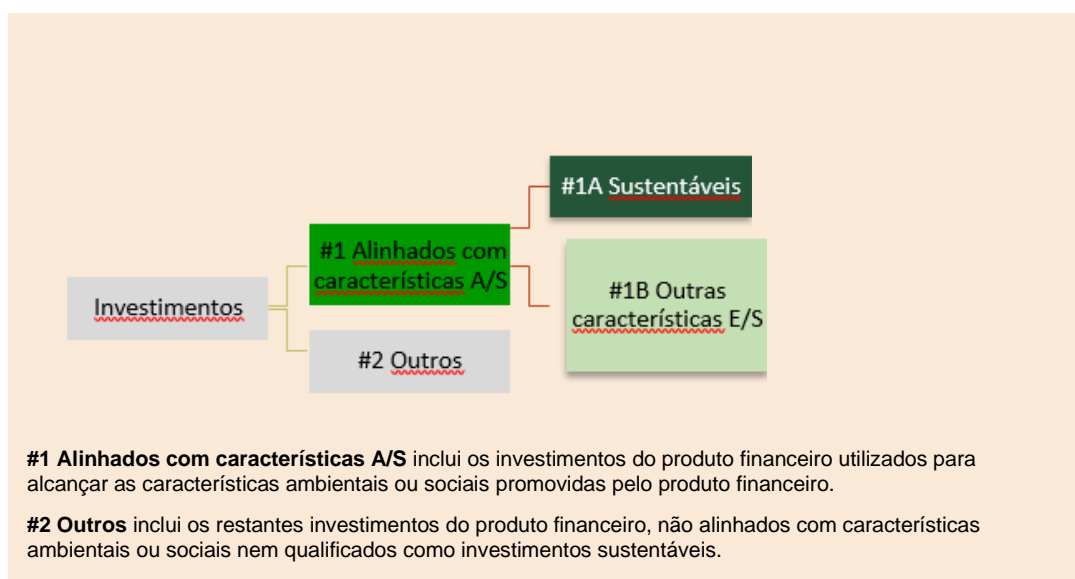 #1A Sustentáveis
#1 Alinhados com
características A/S
#1B Outras
características E/S
Investimentos
#2 Outros
#1 Alinhados com características A/S inclui os investimentos do produto financeiro utilizados para
alcançar as características ambientais ou sociais promovidas pelo produto financeiro.
#2 Outros inclui os restantes investimentos do produto financeiro, não alinhados com características
ambientais ou sociais nem qualificados como investimentos sustentáveis.